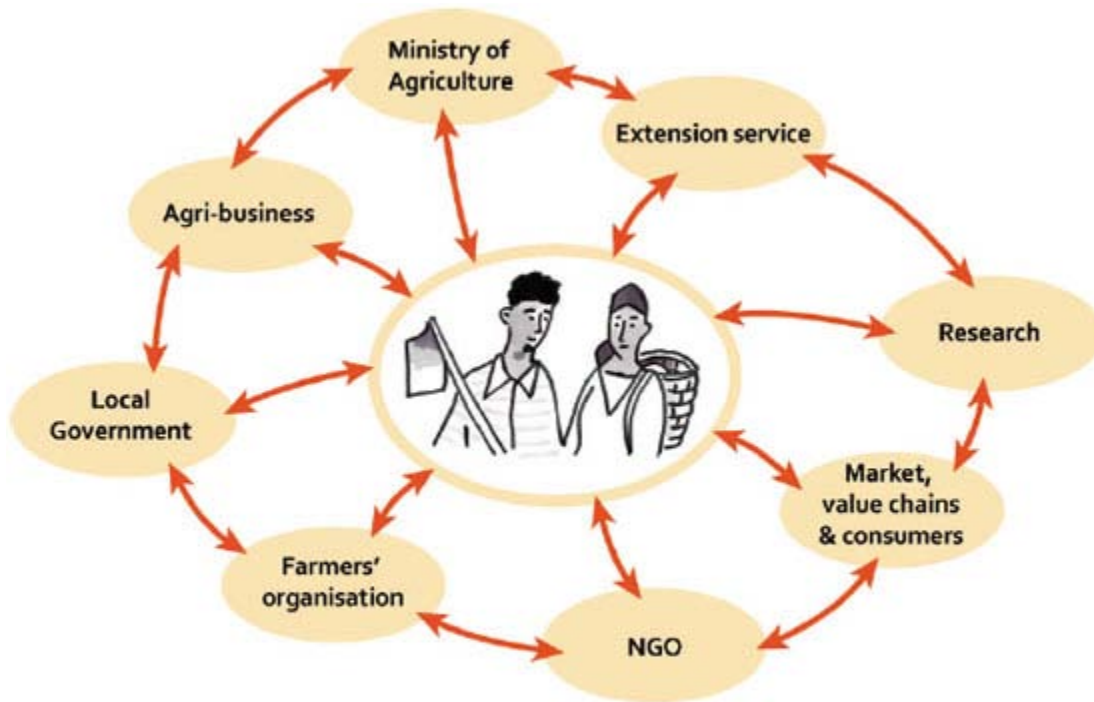 Ministry of
Agriculture
Extension service
Agri-business
Research
Local
Government
Market,
value chains
& consumers
Farmers'
organisation
NGO